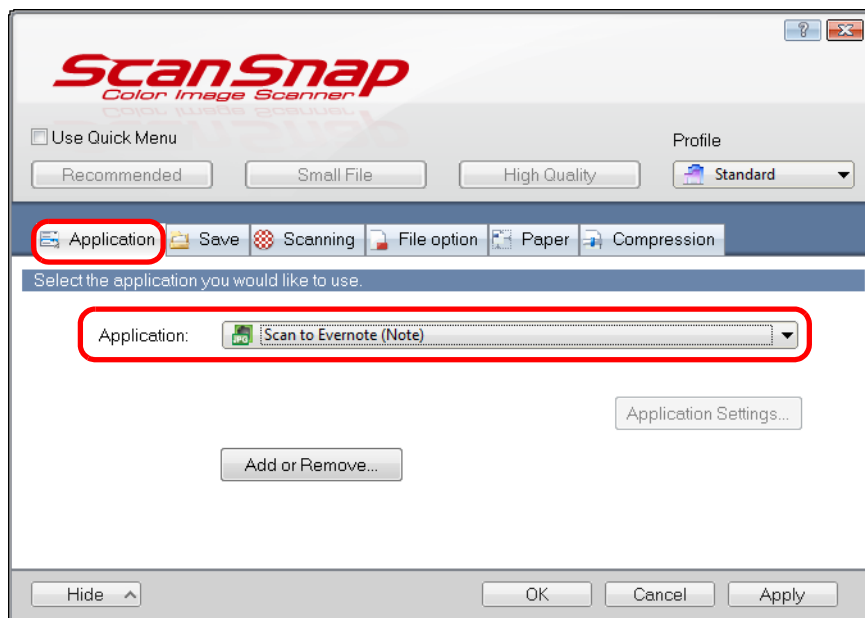 ?
ScanSnap
Color Image Scanner
Use Quick Menu
Profile
Recommended Small File High Quality Standard
Application Save Scanning File option Paper Compression
Select the application you would like to use.
Application: JPG Scan to Evernote (Note)
Application Settings...
Add or Remove...
Hide OK Cancel Apply